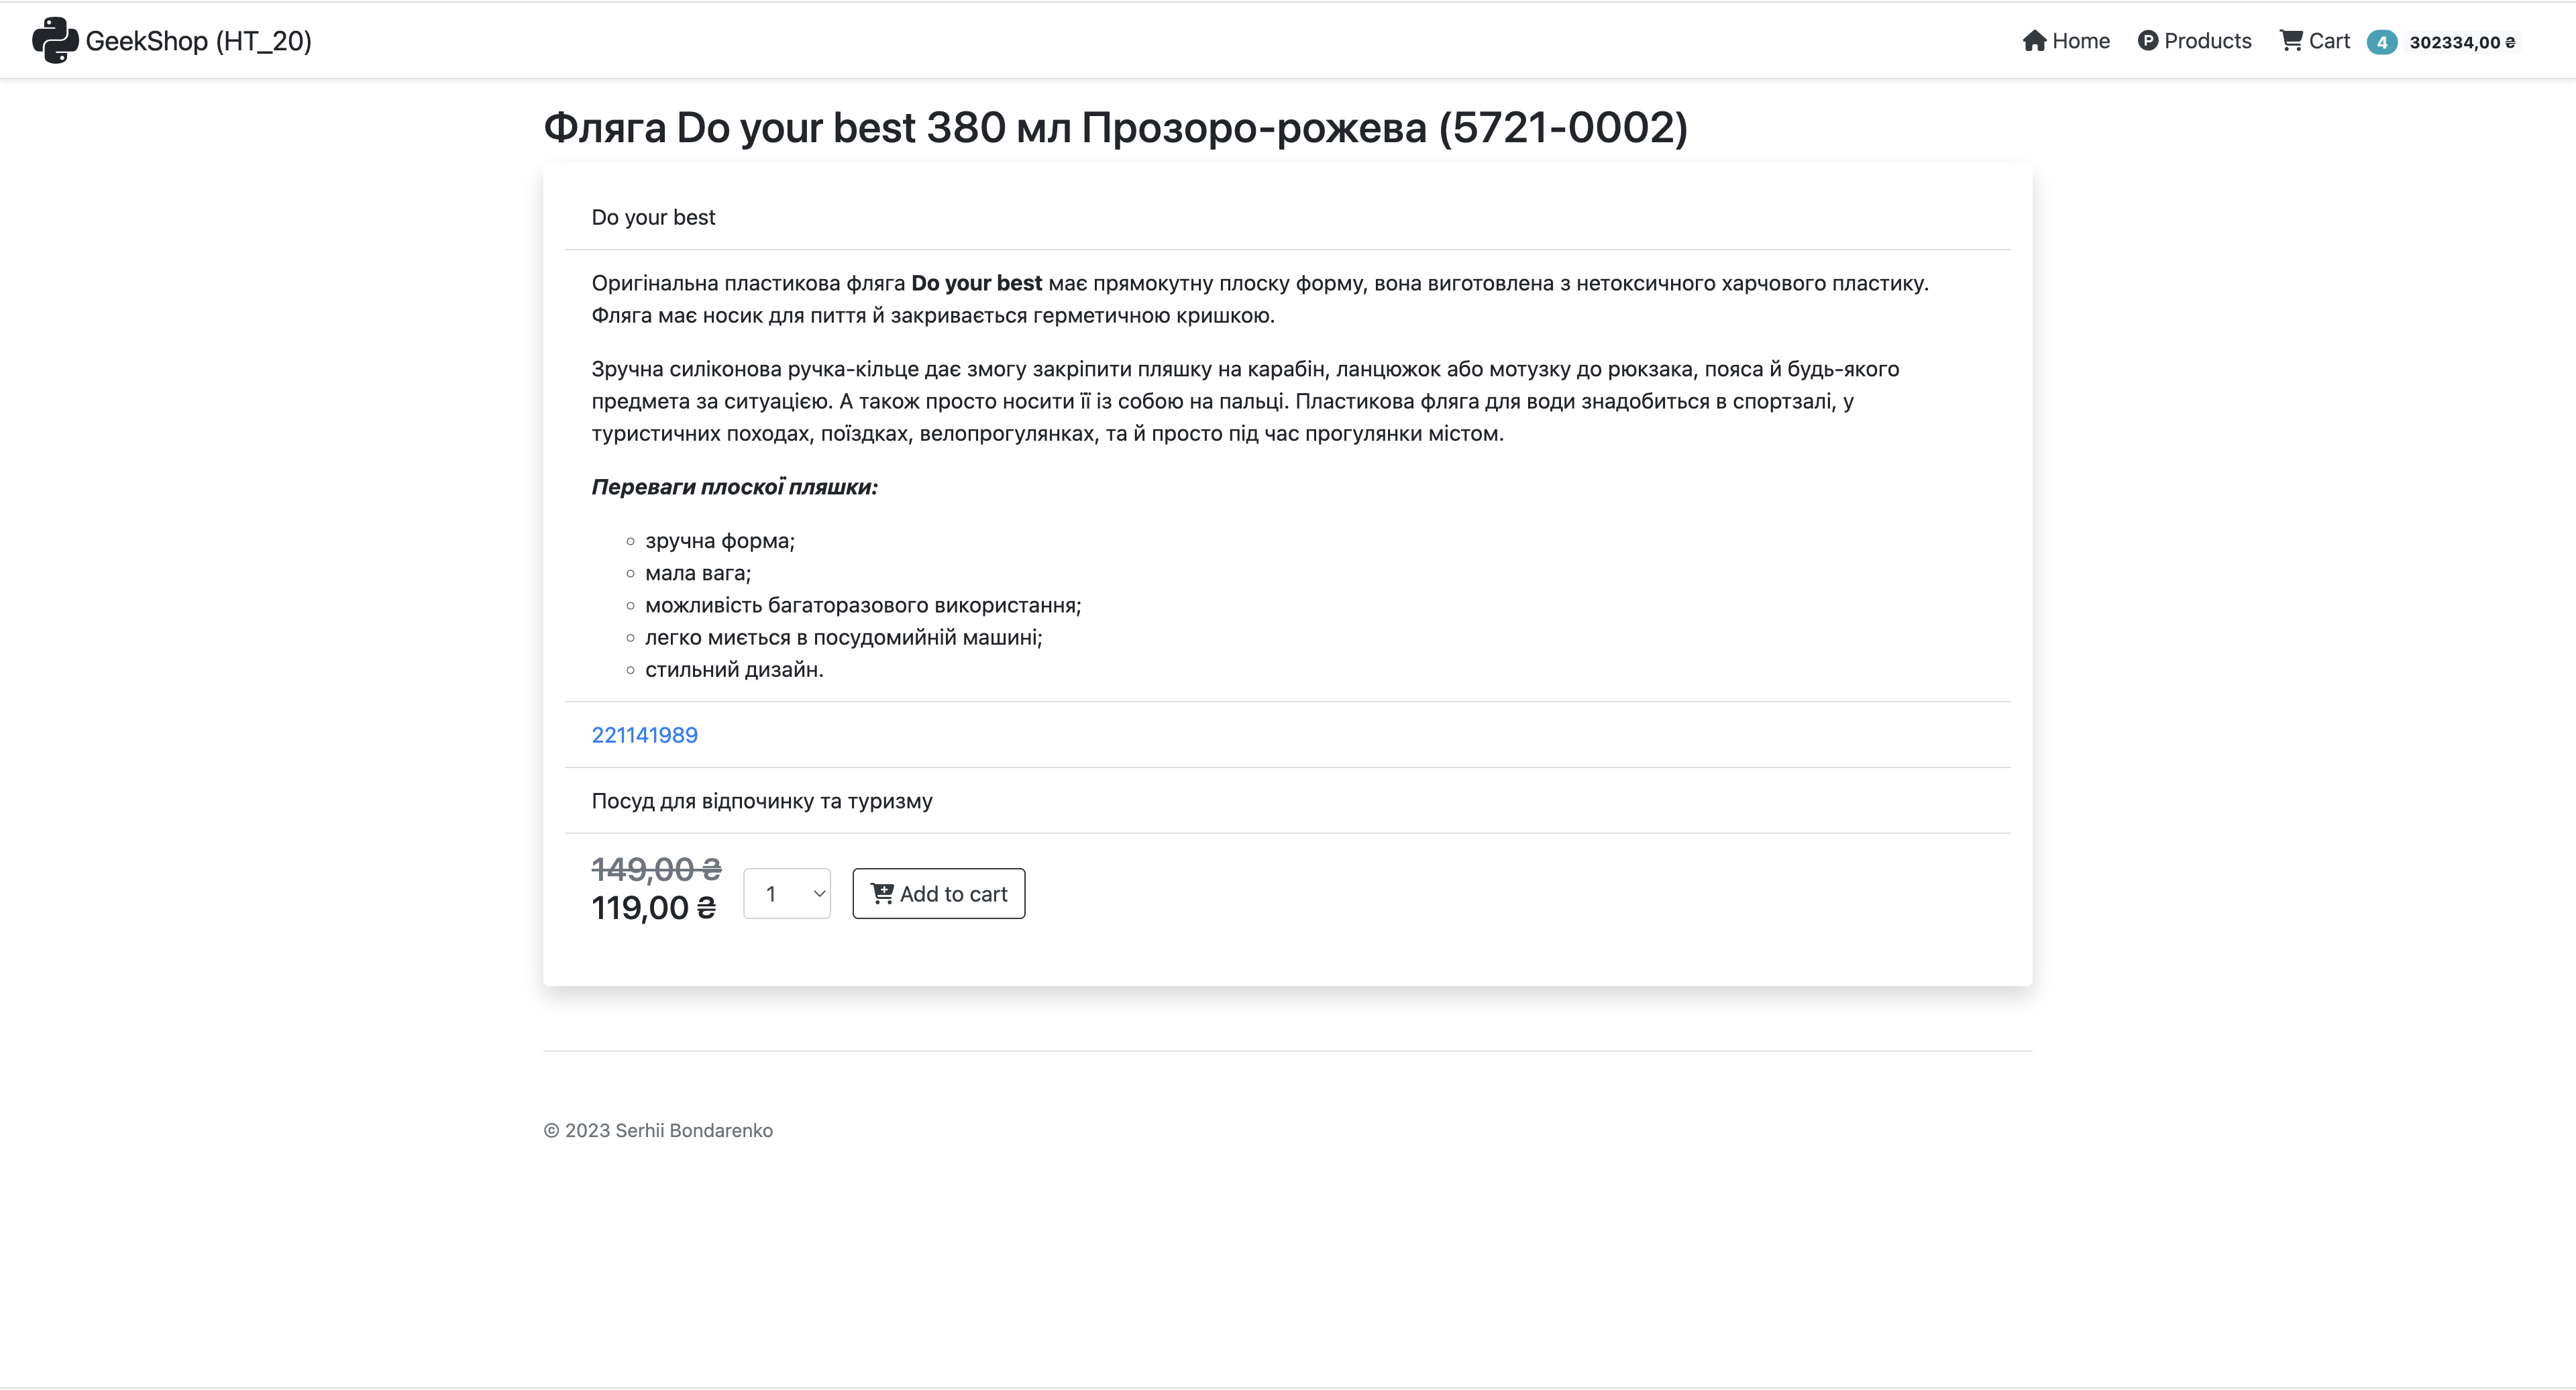 GeekShop (HT_20)
Home
Products
Cart
4
302334,00 ₴
Фляга Do your best 380 мл Прозоро-рожева (5721-0002)
Do your best
Оригінальна пластикова фляга Do your best має прямокутну плоску форму, вона виготовлена з нетоксичного харчового пластику.
Фляга має носик для пиття й закривається герметичною кришкою.
Зручна силіконова ручка-кільце дає змогу закріпити пляшку на карабін, ланцюжок або мотузку до рюкзака, пояса й будь-якого
предмета за ситуацією. А також просто носити її із собою на пальці. Пластикова фляга для води знадобиться в спортзалі, у
туристичних походах, поїздках, велопрогулянках, та й просто під час прогулянки містом.
Переваги плоскої пляшки:
зручна форма;
мала вага;
можливість багаторазового використання;
легко миється в посудомийній машині;
стильний дизайн.
221141989
Посуд для відпочинку та туризму
149,00 ₴
119,00 ₴
1
Add to cart
© 2023 Serhii Bondarenko